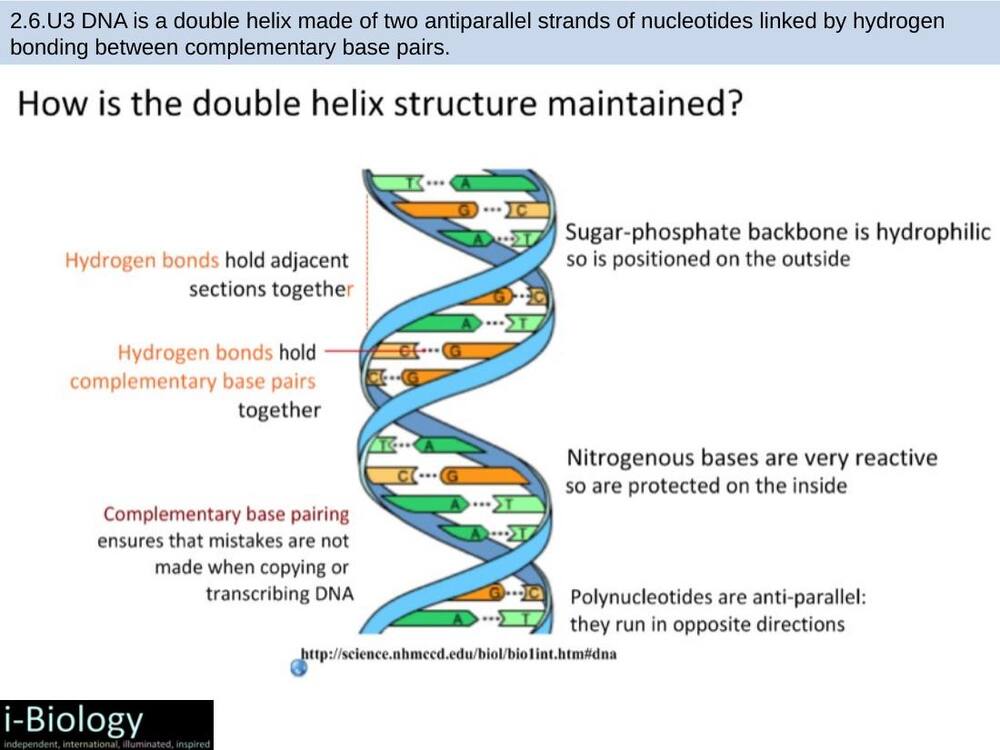 2.6.U3 DNA is a double helix made of two antiparallel strands of nucleotides linked by hydrogen
bonding between complementary base pairs.
How is the double helix structure maintained?
T A
G C
A T
Sugar-phosphate backbone is hydrophilic
so is positioned on the outside
Hydrogen bonds hold adjacent
sections together
G C
A T
Hydrogen bonds hold
complementary base pairs
together
C G
C G
T A
C G
A T
A T
Nitrogenous bases are very reactive
so are protected on the inside
Complementary base pairing
ensures that mistakes are not
made when copying or
transcribing DNA
G C
A T
Polynucleotides are anti-parallel:
they run in opposite directions
http://science.nhmccd.edu/biol/bio1int.htm#dna
i-Biology
independent, international, illuminated, inspired